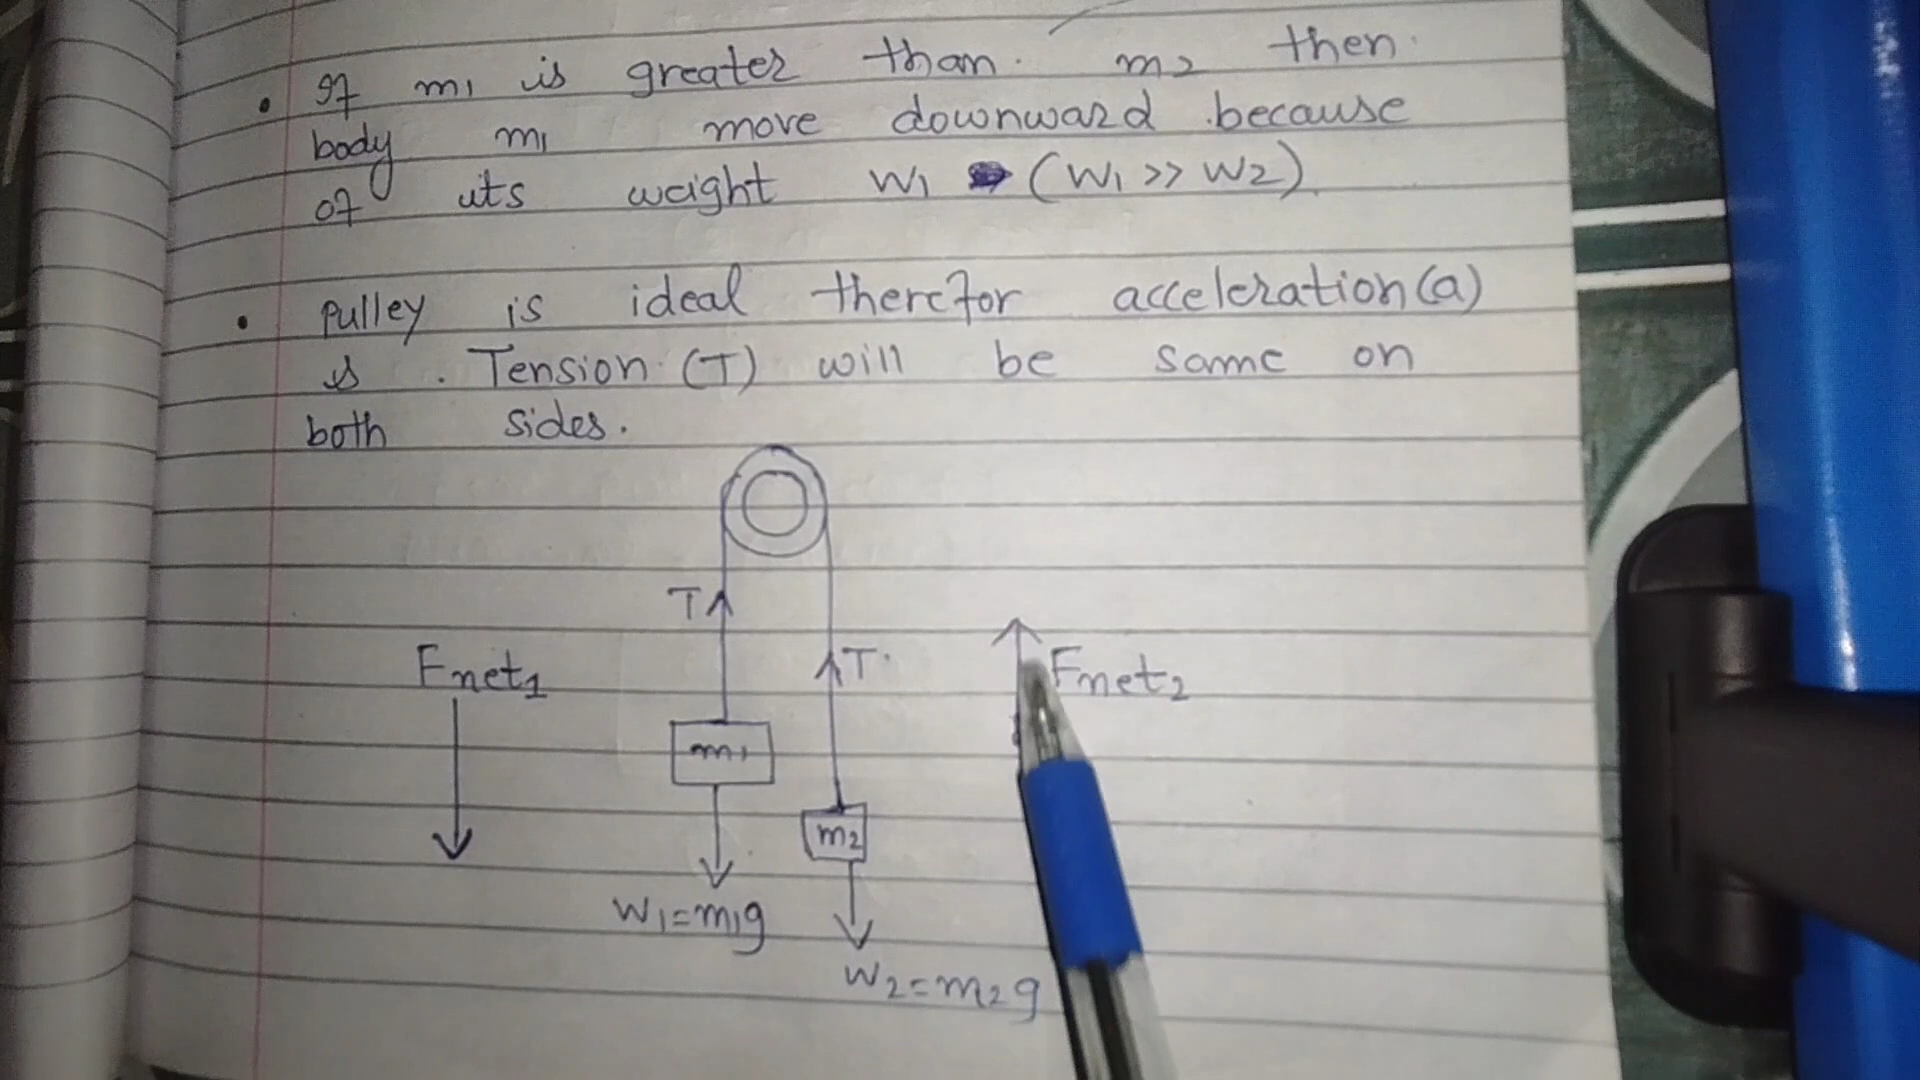 • If m1 is greater than m2 then
body m1 move downward because
of its weight W1 (W1 >> W2).
• Pulley is ideal therefor acceleration(a)
is . Tension (T) will be same on
both sides.
T
T
Fnet1
Fnet2
m1
m2
W1=m1g
W2=m2g